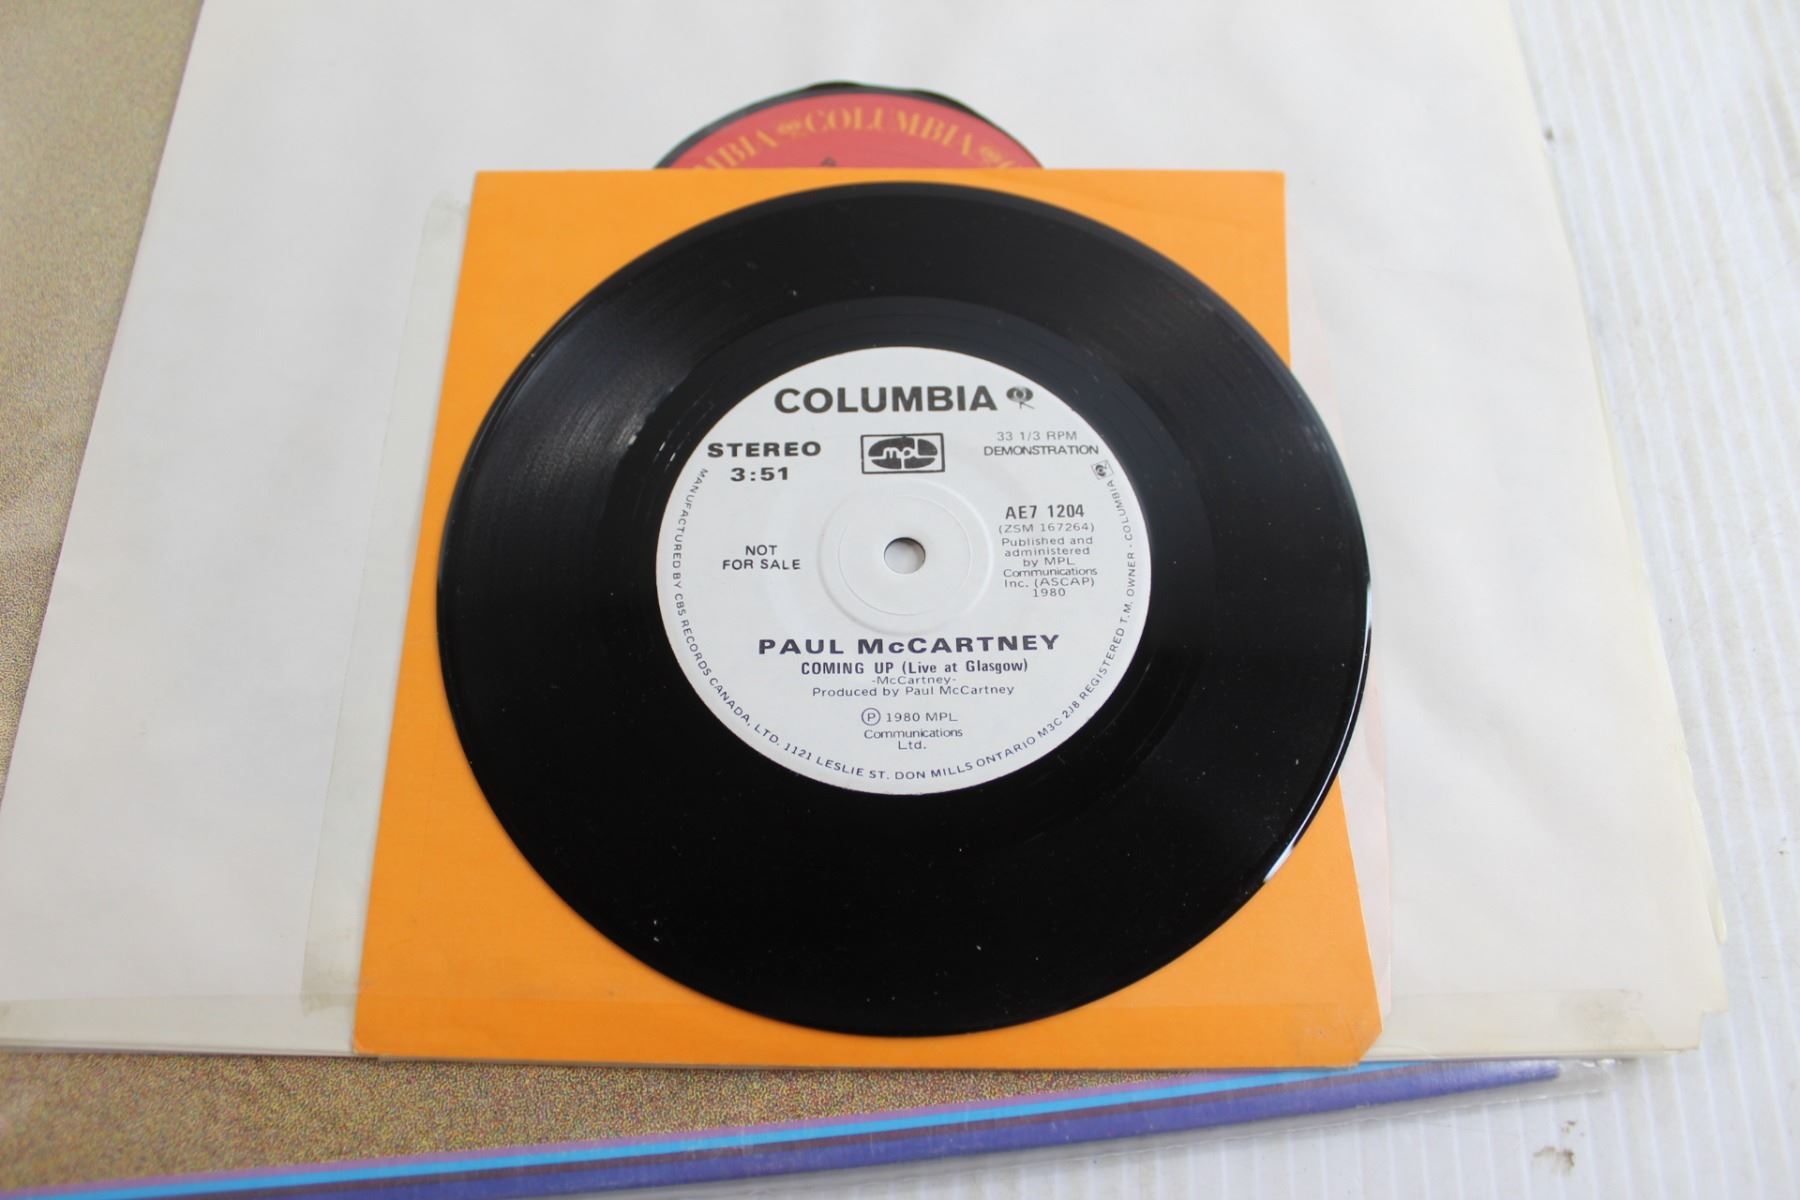 COLUMBIA
COLUMBIA
STEREO
3:51
mpl
33 1/3 RPM
DEMONSTRATION
NOT
FOR SALE
AE7 1204
(ZSM 167264)
Published and
administered
by MPL
Communications
Inc. (ASCAP)
1980
PAUL McCARTNEY
COMING UP (Live at Glasgow)
-McCartney-
Produced by Paul McCartney
Ⓟ 1980 MPL
Communications
Ltd.
MANUFACTURED BY CBS RECORDS CANADA, LTD. 1121 LESLIE ST. DON MILLS ONTARIO M3C 2J8 REGISTERED T.M. OWNER - COLUMBIA